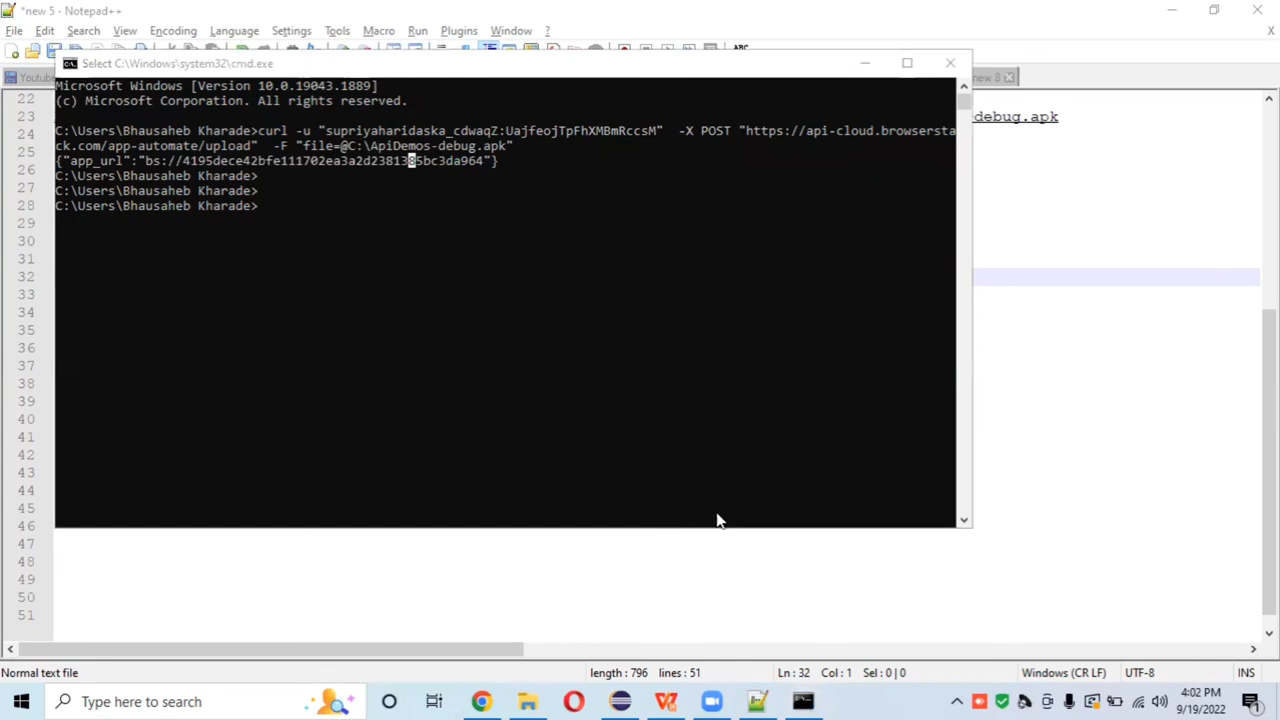 *new 5 - Notepad++
File Edit Search View Encoding Language Settings Tools Macro Run Plugins Window ?
X
Youtube
new 8
Select C:\Windows\system32\cmd.exe
Microsoft Windows [Version 10.0.19043.1889]
(c) Microsoft Corporation. All rights reserved.
C:\Users\Bhausaheb Kharade>curl -u "supriyaharidaska_cdwaqZ:UajfeojTpFhXMBmRccsM"  -X POST "https://api-cloud.browsersta
ck.com/app-automate/upload"  -F "file=@C:\ApiDemos-debug.apk"
{"app_url":"bs://4195dece42bfe111702ea3a2d2381385bc3da964"}
C:\Users\Bhausaheb Kharade>
C:\Users\Bhausaheb Kharade>
C:\Users\Bhausaheb Kharade>
debug.apk
22
23
24
25
26
27
28
29
30
31
32
33
34
35
36
37
38
39
40
41
42
43
44
45
46
47
48
49
50
51
Normal text file length : 796 lines : 51 Ln : 32 Col : 1 Sel : 0 | 0 Windows (CR LF) UTF-8 INS
Type here to search
4:02 PM
9/19/2022
1